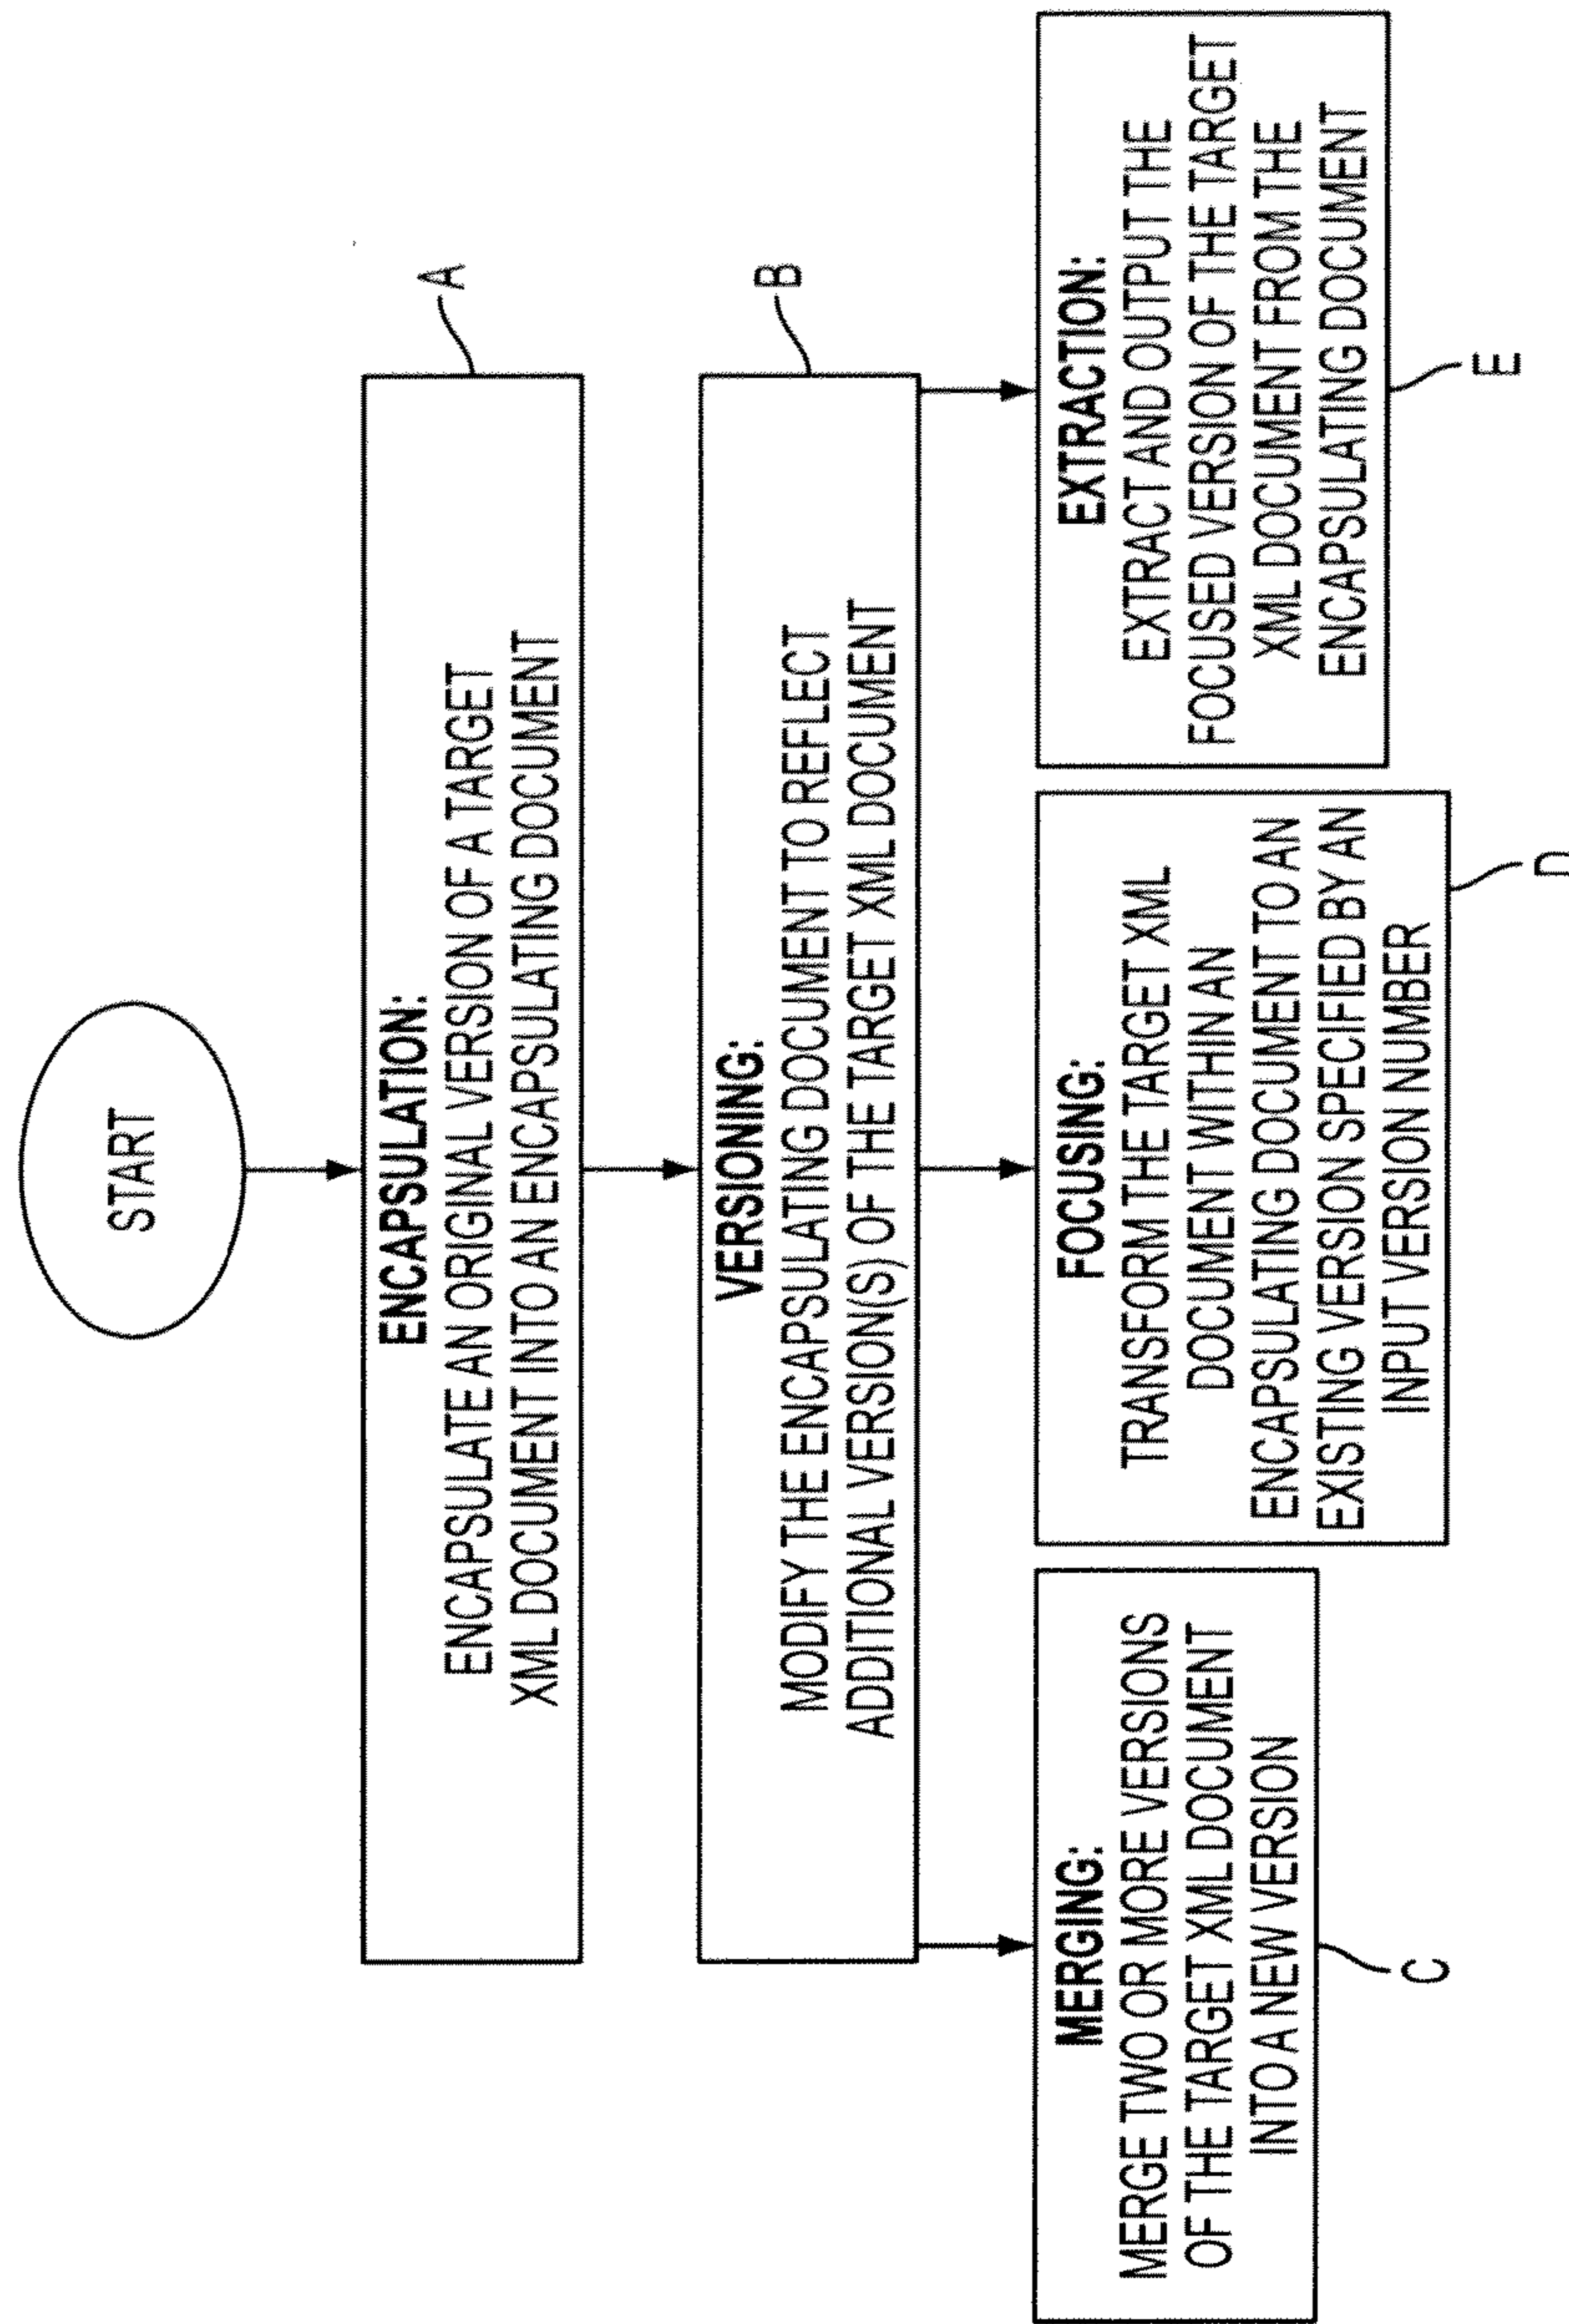 START
ENCAPSULATION:
ENCAPSULATE AN ORIGINAL VERSION OF A TARGET
XML DOCUMENT INTO AN ENCAPSULATING DOCUMENT
A
VERSIONING:
MODIFY THE ENCAPSULATING DOCUMENT TO REFLECT
ADDITIONAL VERSION(S) OF THE TARGET XML DOCUMENT
B
MERGING:
MERGE TWO OR MORE VERSIONS
OF THE TARGET XML DOCUMENT
INTO A NEW VERSION
C
FOCUSING:
TRANSFORM THE TARGET XML
DOCUMENT WITHIN AN
ENCAPSULATING DOCUMENT TO AN
EXISTING VERSION SPECIFIED BY AN
INPUT VERSION NUMBER
D
EXTRACTION:
EXTRACT AND OUTPUT THE
FOCUSED VERSION OF THE TARGET
XML DOCUMENT FROM THE
ENCAPSULATING DOCUMENT
E